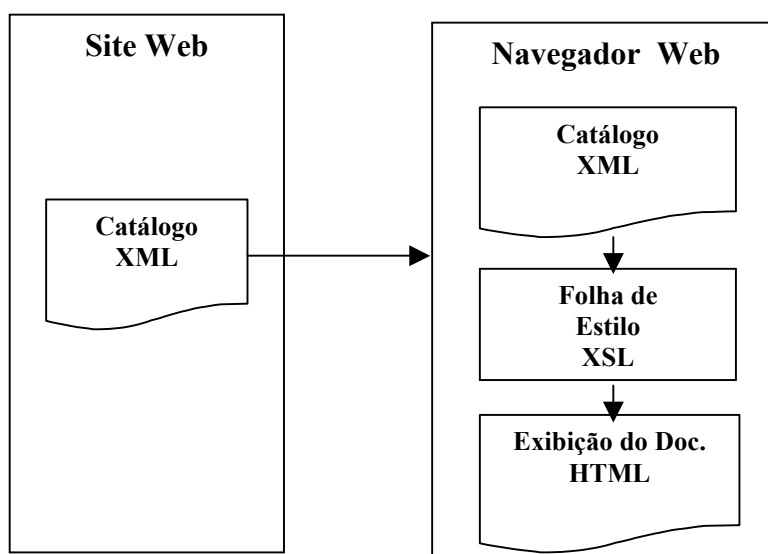 Site Web
Catálogo
XML
Navegador Web
Catálogo
XML
Folha de
Estilo
XSL
Exibição do Doc.
HTML